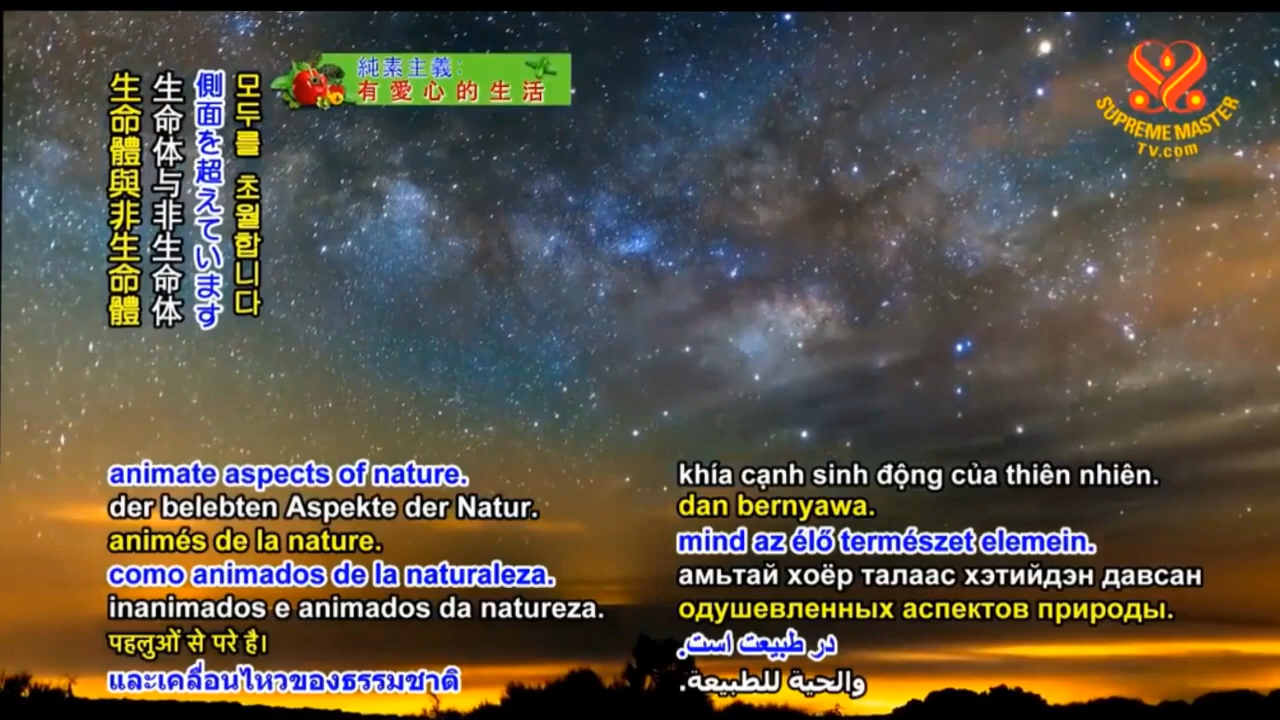 純素主義:
有愛心的生活
SUPREME MASTER
TV.com
모두를 초월합니다
側面を超えています
生命体与非生命体
生命體與非生命體
animate aspects of nature.
der belebten Aspekte der Natur.
animés de la nature.
como animados de la naturaleza.
inanimados e animados da natureza.
पहलुओं से परे है।
และเคลื่อนไหวของธรรมชาติ
khía cạnh sinh động của thiên nhiên.
dan bernyawa.
mind az élő természet elemein.
амьтай хоёр талаас хэтийдэн давсан
одушевленных аспектов природы.
در طبیعت است.
والحية للطبيعة.